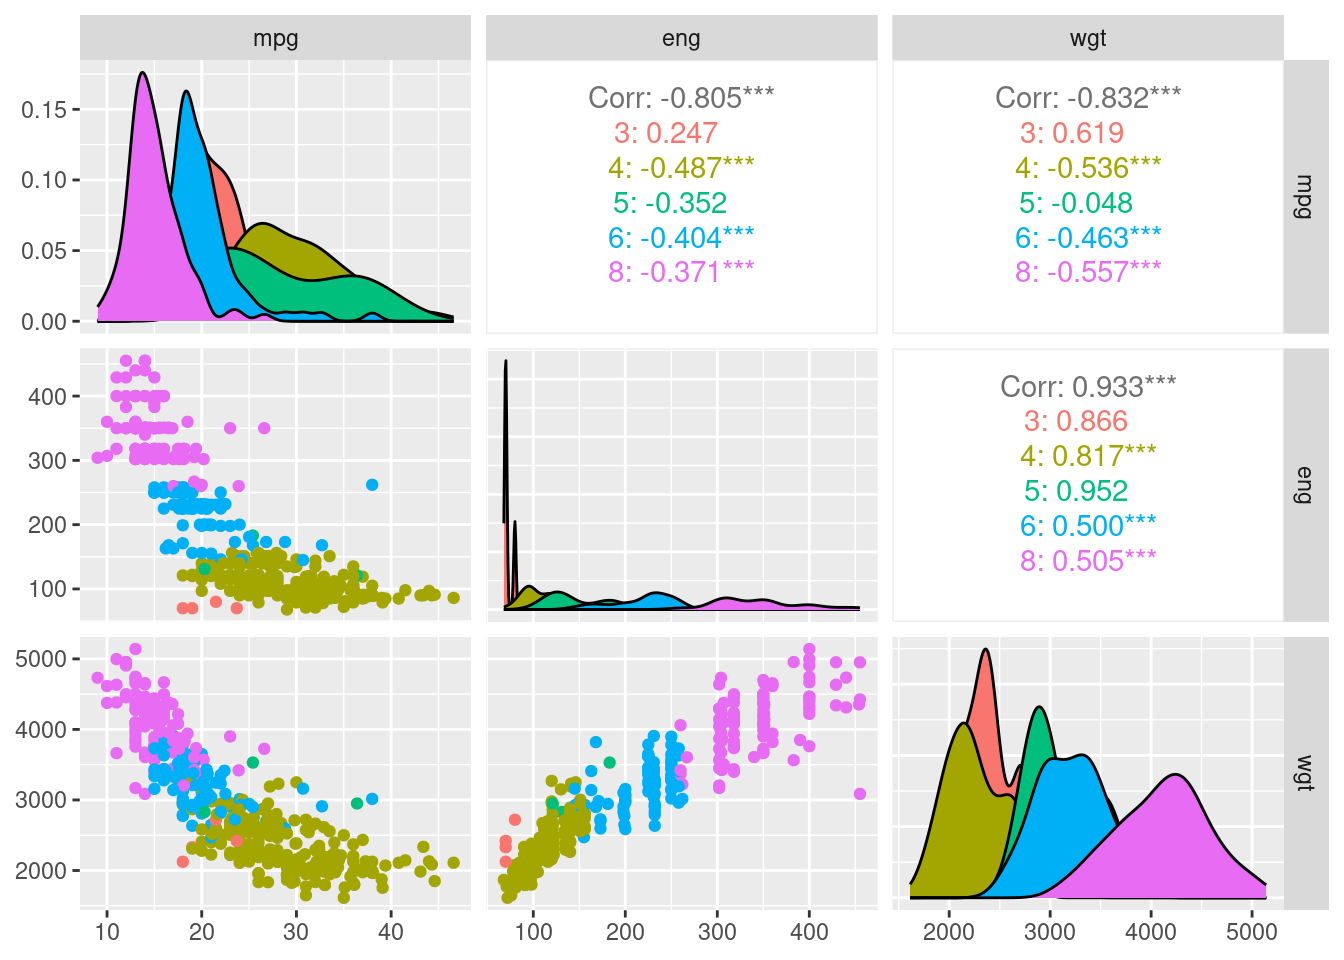 mpg
eng
wgt
0.15
0.10
0.05
0.00
Corr: -0.805***
3: 0.247
4: -0.487***
5: -0.352
6: -0.404***
8: -0.371***
Corr: -0.832***
3: 0.619
4: -0.536***
5: -0.048
6: -0.463***
8: -0.557***
mpg
400
300
200
100
Corr: 0.933***
3: 0.866
4: 0.817***
5: 0.952
6: 0.500***
8: 0.505***
eng
5000
4000
3000
2000
wgt
10 20 30 40
100 200 300 400
2000 3000 4000 5000